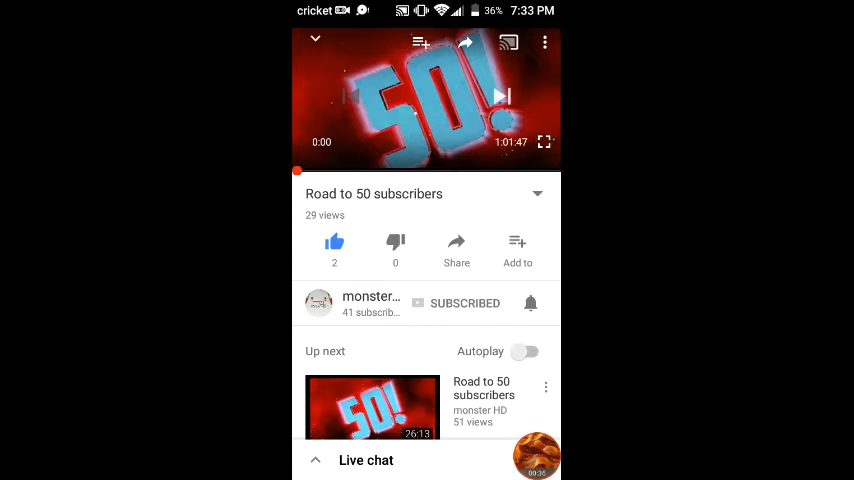 cricket 36% 7:33 PM
50!
0:00 1:01:47
Road to 50 subscribers
29 views
2 0 Share Add to
monster... SUBSCRIBED
41 subscrib...
Up next Autoplay
50!
26:13
Road to 50
subscribers
monster HD
51 views
Live chat
00:36